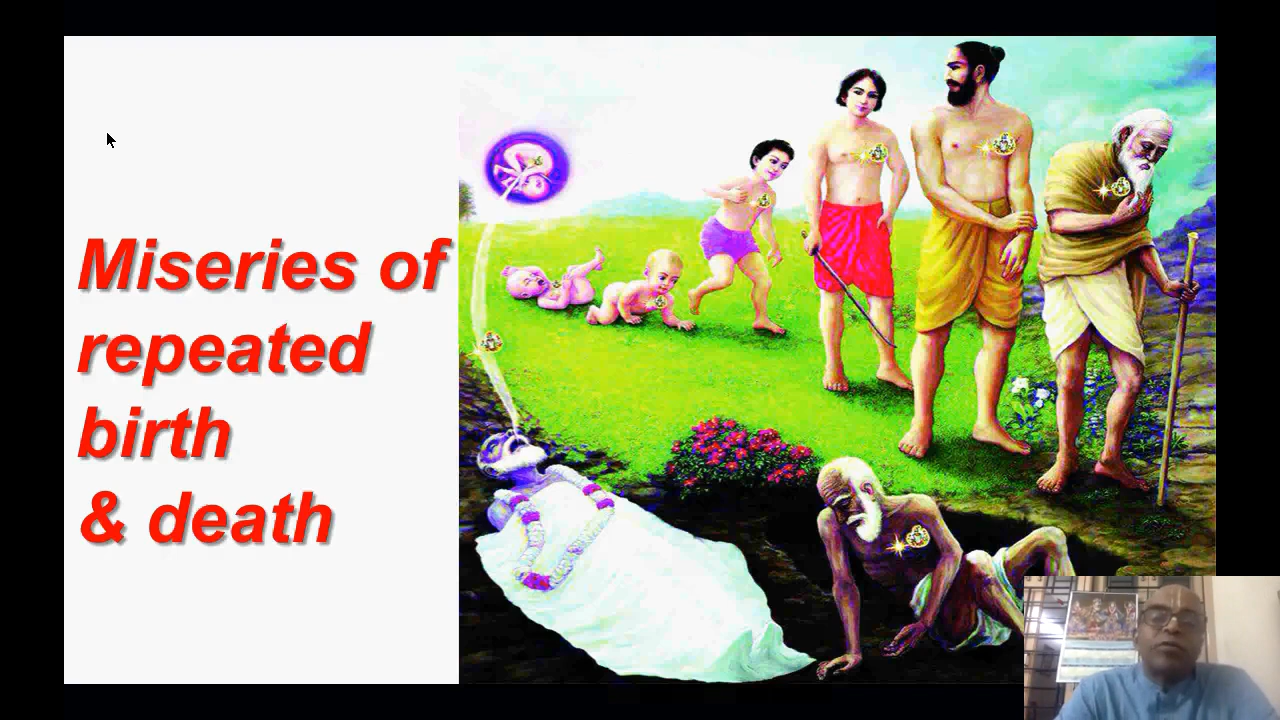 Miseries of
repeated
birth
& death